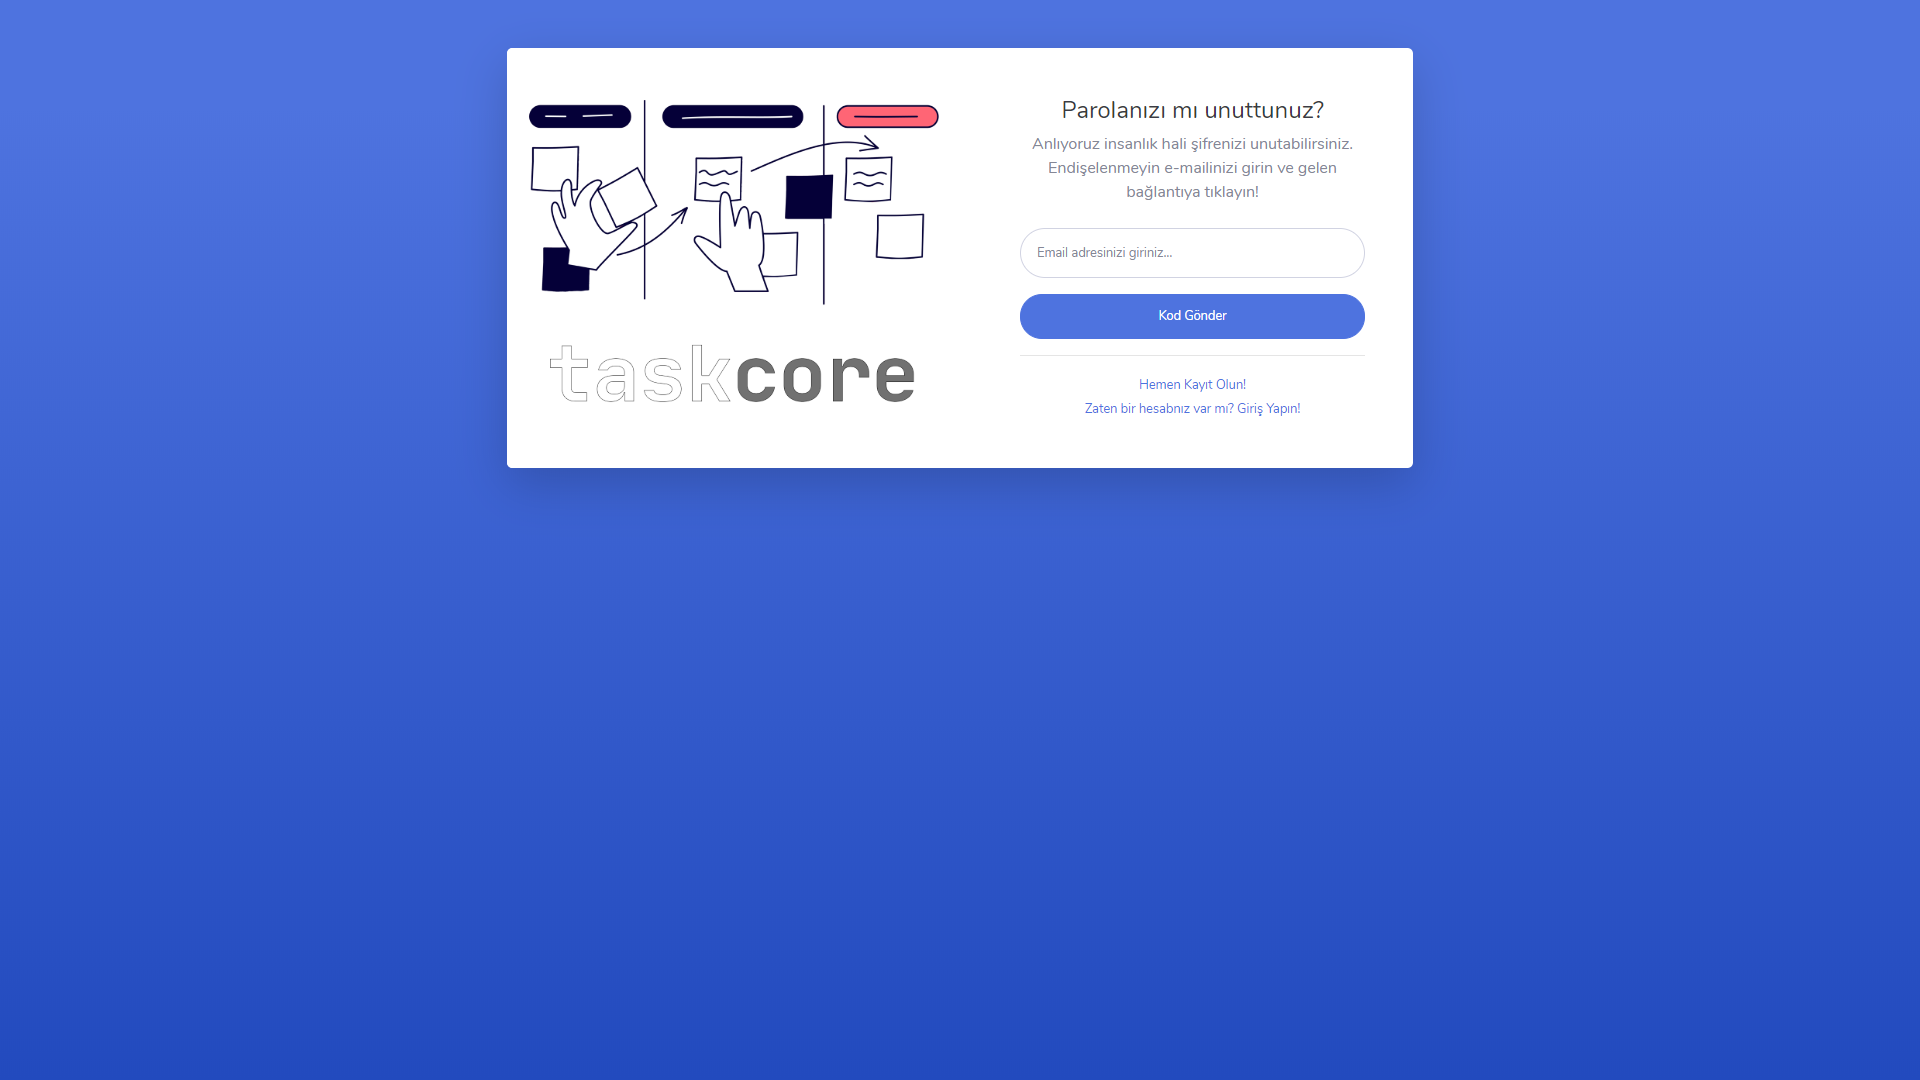 taskcore
Parolanızı mı unuttunuz?
Anlıyoruz insanlık hali şifrenizi unutabilirsiniz.
Endişelenmeyin e-mailinizi girin ve gelen
bağlantıya tıklayın!
Email adresinizi giriniz...
Kod Gönder
Hemen Kayıt Olun!
Zaten bir hesabnız var mı? Giriş Yapın!